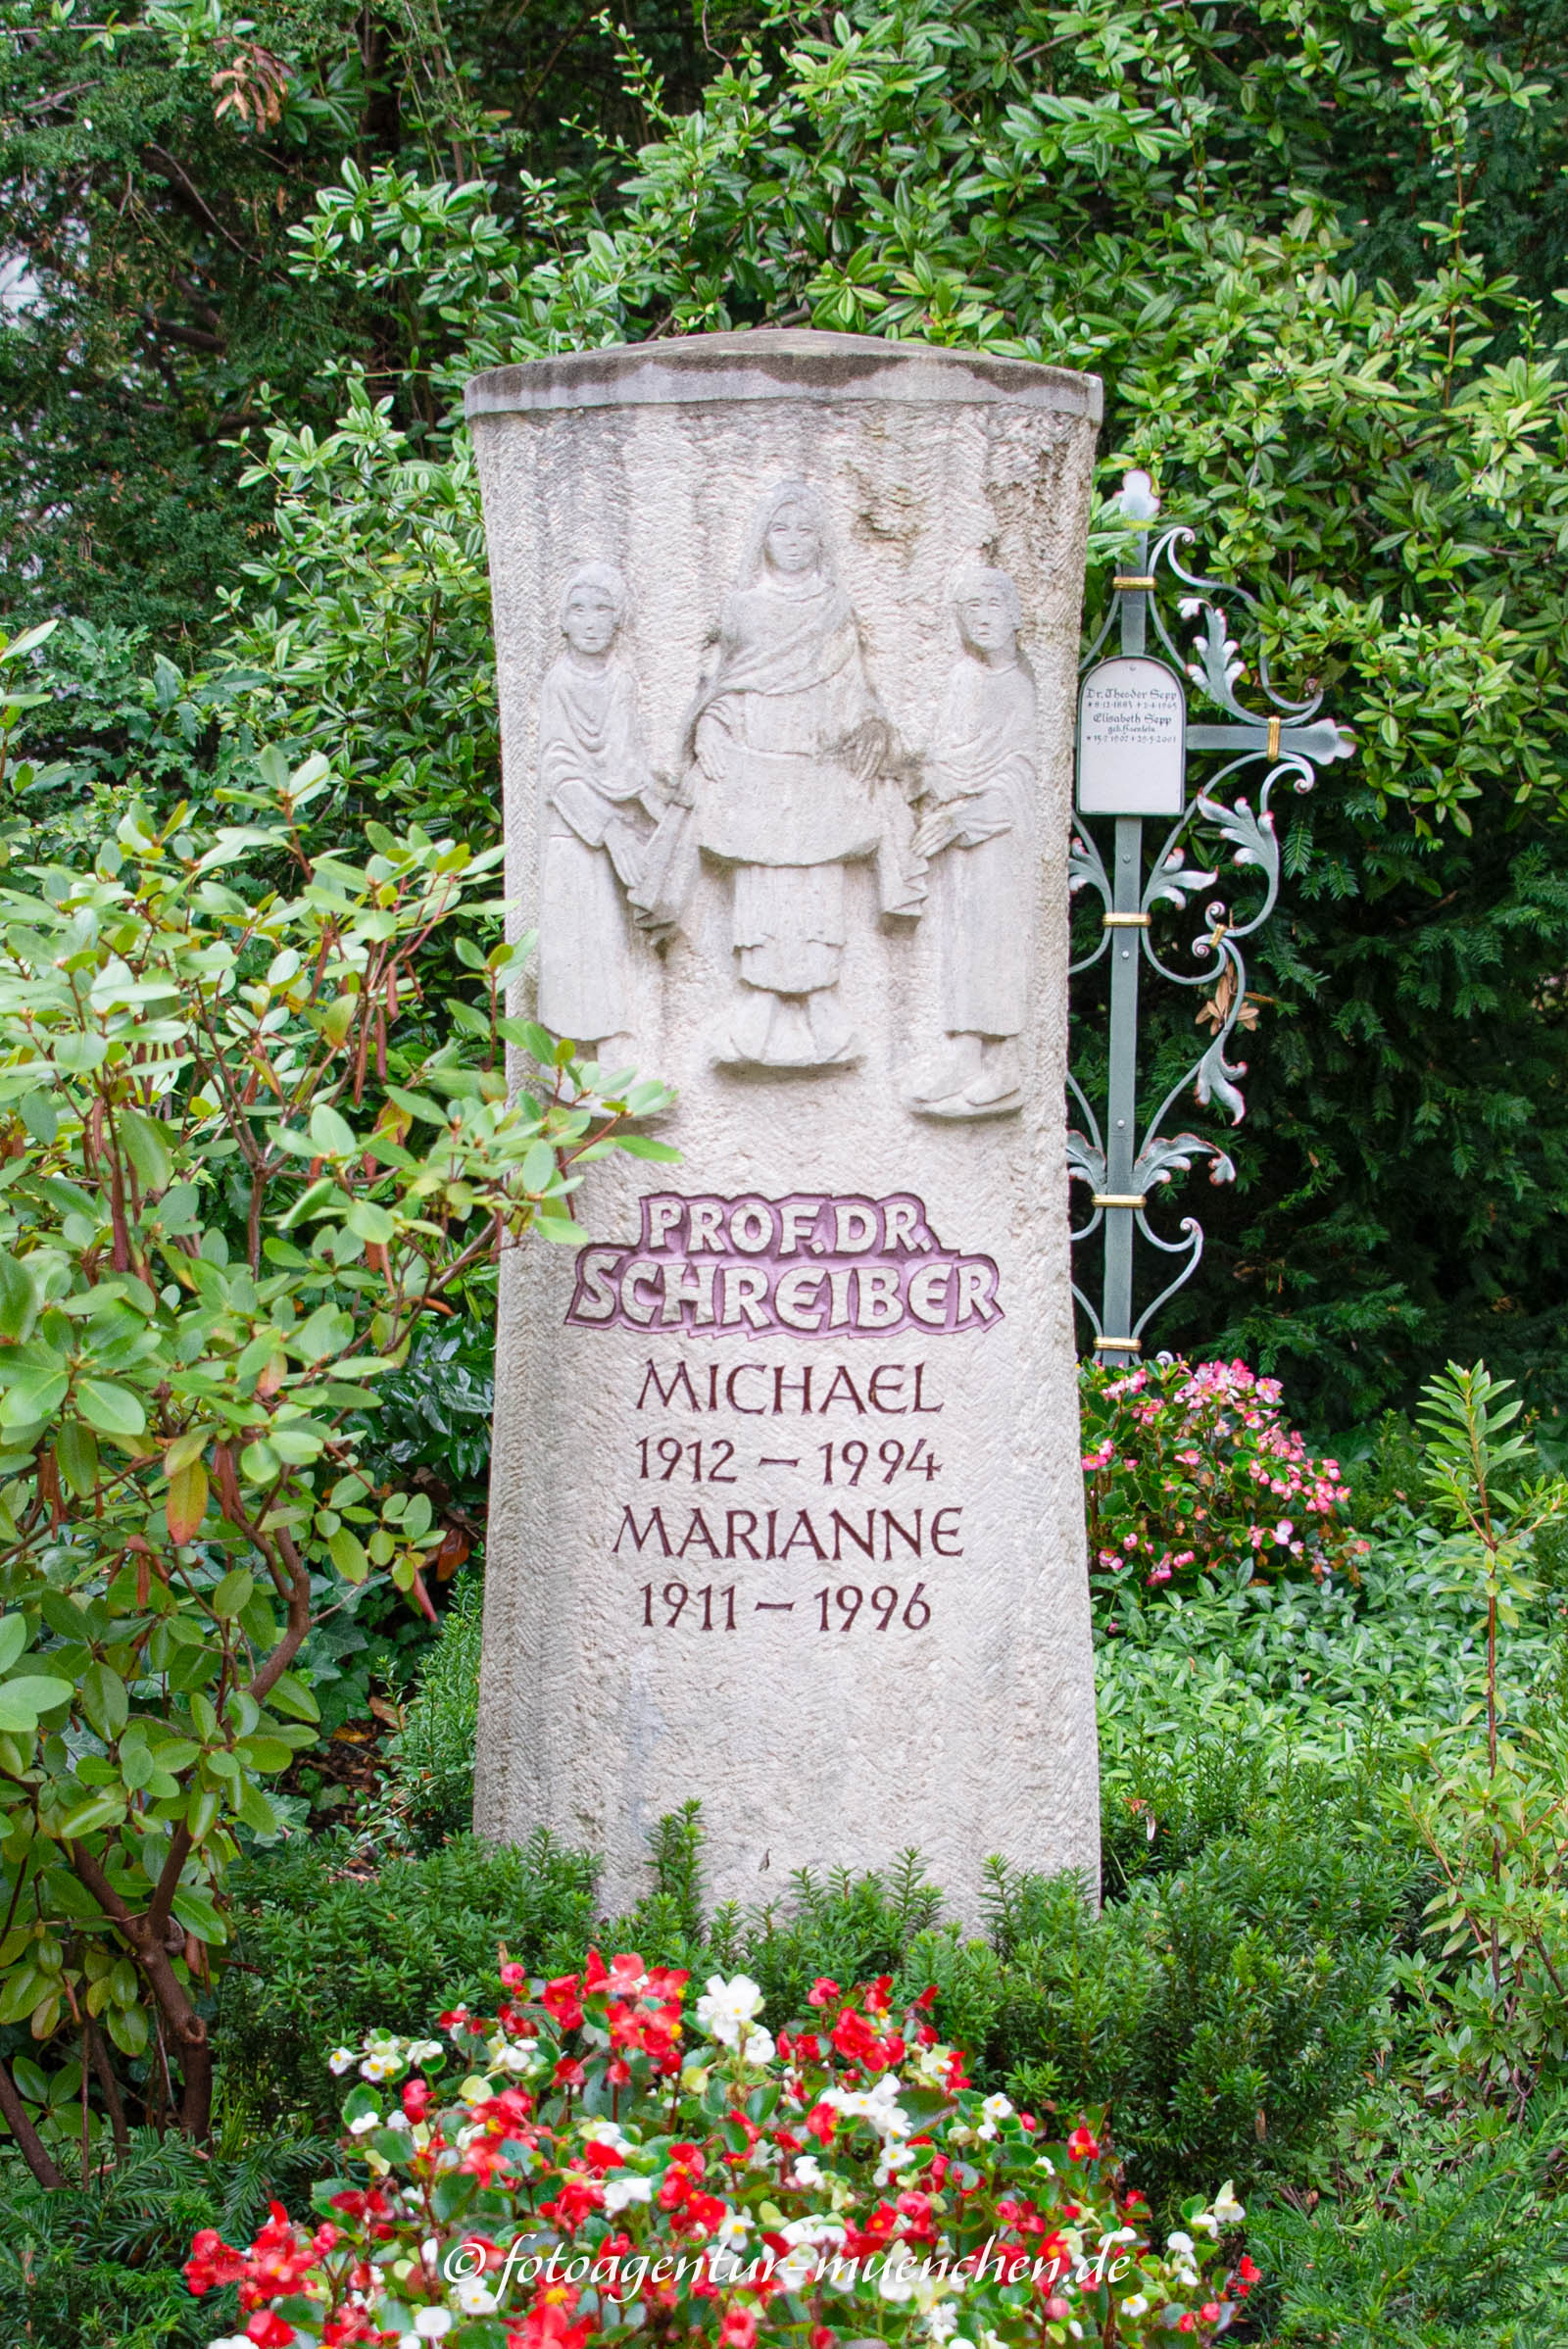 PROF. DR.
SCHREIBER
MICHAEL
1912 – 1994
MARIANNE
1911 – 1996
Dr. Theodor Sepp
Elisabeth Sepp
© fotoagentur-muenchen.de